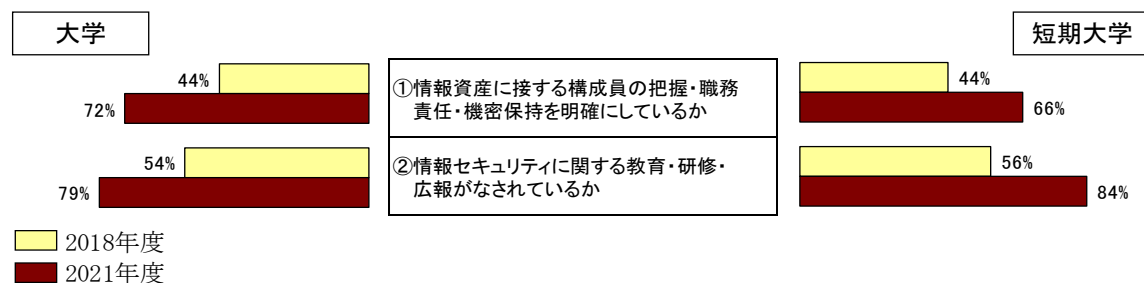 大学
短期大学
44%
72%
①情報資産に接する構成員の把握・職務
責任・機密保持を明確にしているか
44%
66%
54%
79%
②情報セキュリティに関する教育・研修・
広報がなされているか
56%
84%
2018年度
2021年度